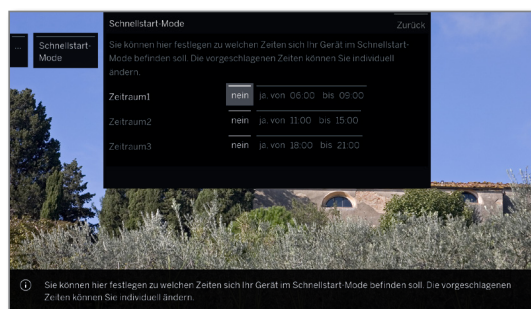 Schnellstart-Mode Zurück
... Schnellstart-
Mode
Sie können hier festlegen zu welchen Zeiten sich Ihr Gerät im Schnellstart-
Mode befinden soll. Die vorgeschlagenen Zeiten können Sie individuell
ändern.
Zeitraum1 nein ja, von 06:00 bis 09:00
Zeitraum2 nein ja, von 11:00 bis 15:00
Zeitraum3 nein ja, von 18:00 bis 21:00
Sie können hier festlegen zu welchen Zeiten sich Ihr Gerät im Schnellstart-Mode befinden soll. Die vorgeschlagenen
Zeiten können Sie individuell ändern.